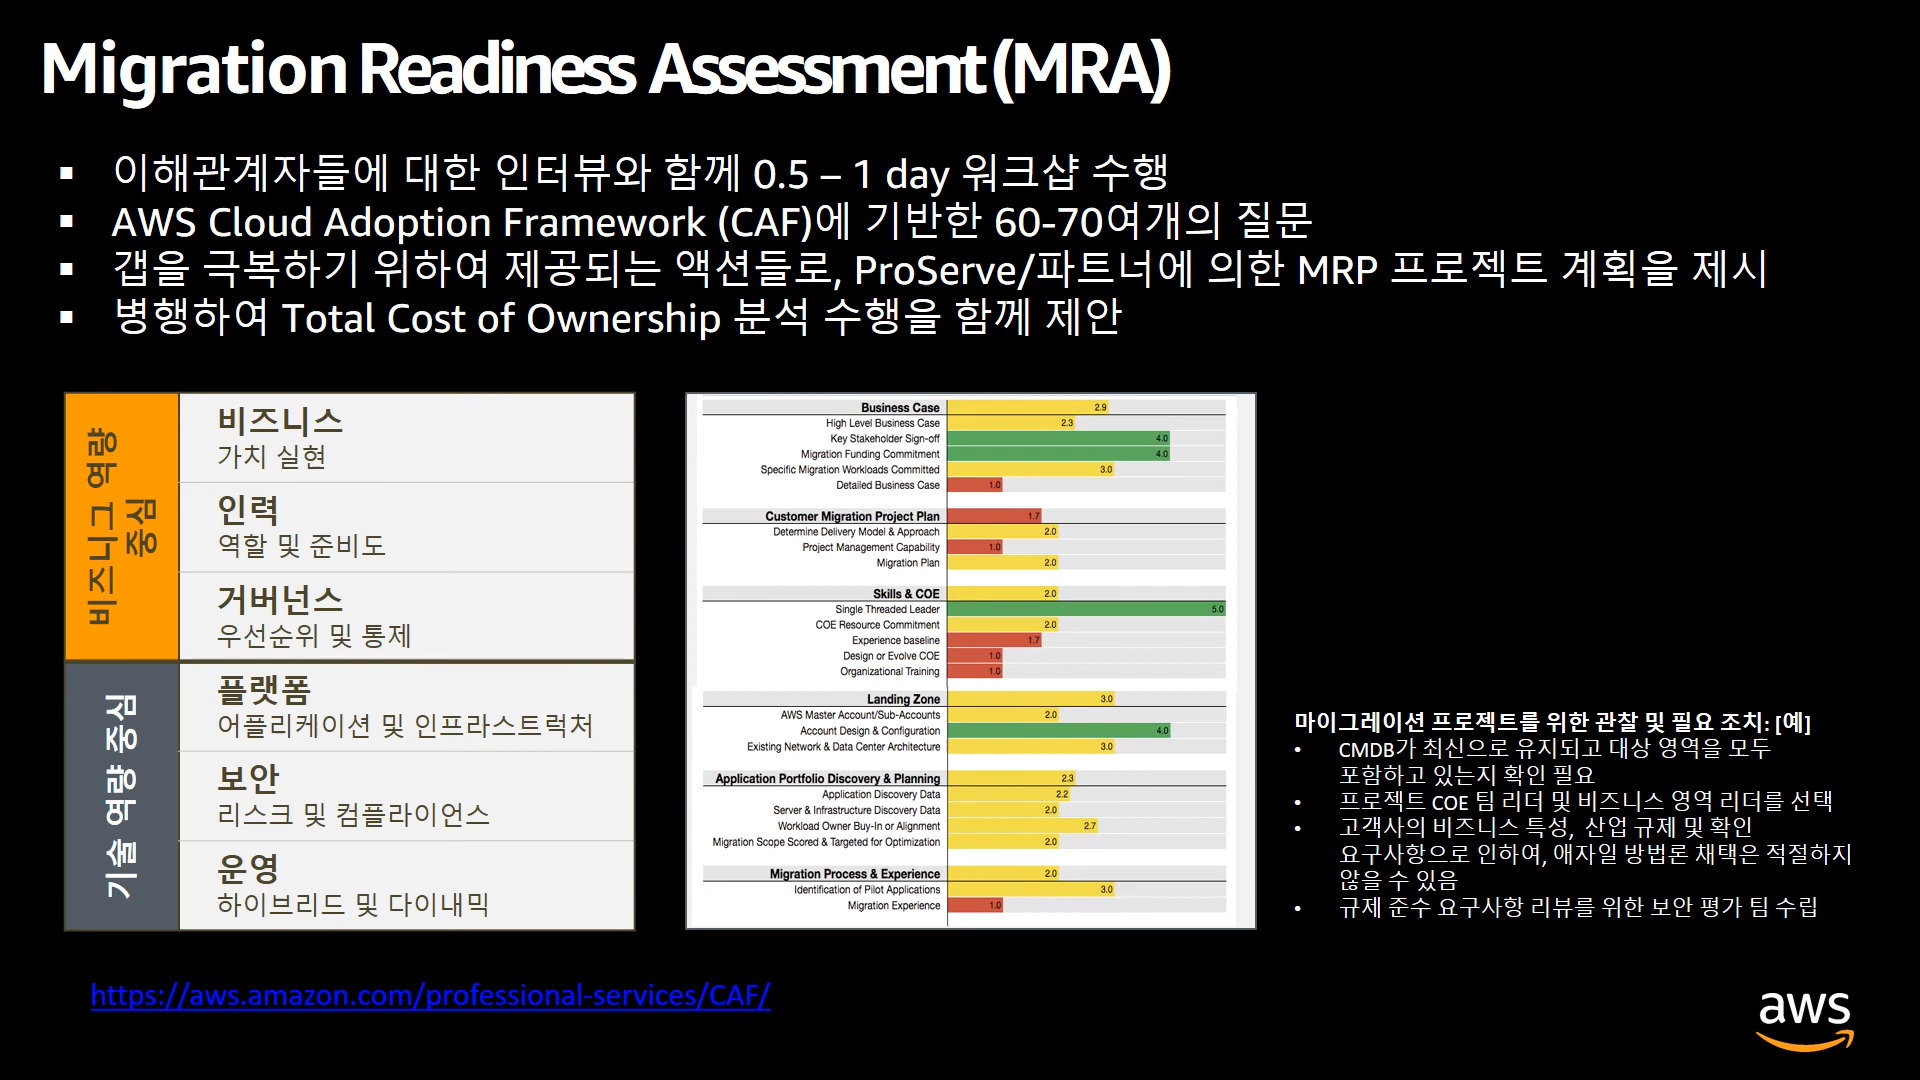 Migration Readiness Assessment (MRA)
▪ 이해관계자들에 대한 인터뷰와 함께 0.5 – 1 day 워크샵 수행
▪ AWS Cloud Adoption Framework (CAF)에 기반한 60-70여개의 질문
▪ 갭을 극복하기 위하여 제공되는 액션들로, ProServe/파트너에 의한 MRP 프로젝트 계획을 제시
▪ 병행하여 Total Cost of Ownership 분석 수행을 함께 제안
비즈니그 역량
중심
비즈니스
가치 실현
인력
역할 및 준비도
거버넌스
우선순위 및 통제
기술 역량 중심
플랫폼
어플리케이션 및 인프라스트럭처
보안
리스크 및 컴플라이언스
운영
하이브리드 및 다이내믹
Business Case 2.9
High Level Business Case 2.3
Key Stakeholder Sign-off 4.0
Migration Funding Commitment 4.0
Specific Migration Workloads Committed 3.0
Detailed Business Case 1.0
Customer Migration Project Plan 1.7
Determine Delivery Model & Approach 2.0
Project Management Capability 1.0
Migration Plan 2.0
Skills & COE 2.0
Single Threaded Leader 5.0
COE Resource Commitment 2.0
Experience baseline 1.7
Design or Evolve COE 1.0
Organizational Training 1.0
Landing Zone 3.0
AWS Master Account/Sub-Accounts 2.0
Account Design & Configuration 4.0
Existing Network & Data Center Architecture 3.0
Application Portfolio Discovery & Planning 2.3
Application Discovery Data 2.2
Server & Infrastructure Discovery Data 2.0
Workload Owner Buy-In or Alignment 2.7
Migration Scope Scored & Targeted for Optimization 2.0
Migration Process & Experience 2.0
Identification of Pilot Applications 3.0
Migration Experience 1.0
마이그레이션 프로젝트를 위한 관찰 및 필요 조치: [예]
• CMDB가 최신으로 유지되고 대상 영역을 모두
포함하고 있는지 확인 필요
• 프로젝트 COE 팀 리더 및 비즈니스 영역 리더를 선택
• 고객사의 비즈니스 특성, 산업 규제 및 확인
요구사항으로 인하여, 애자일 방법론 채택은 적절하지
않을 수 있음
• 규제 준수 요구사항 리뷰를 위한 보안 평가 팀 수립
https://aws.amazon.com/professional-services/CAF/
aws